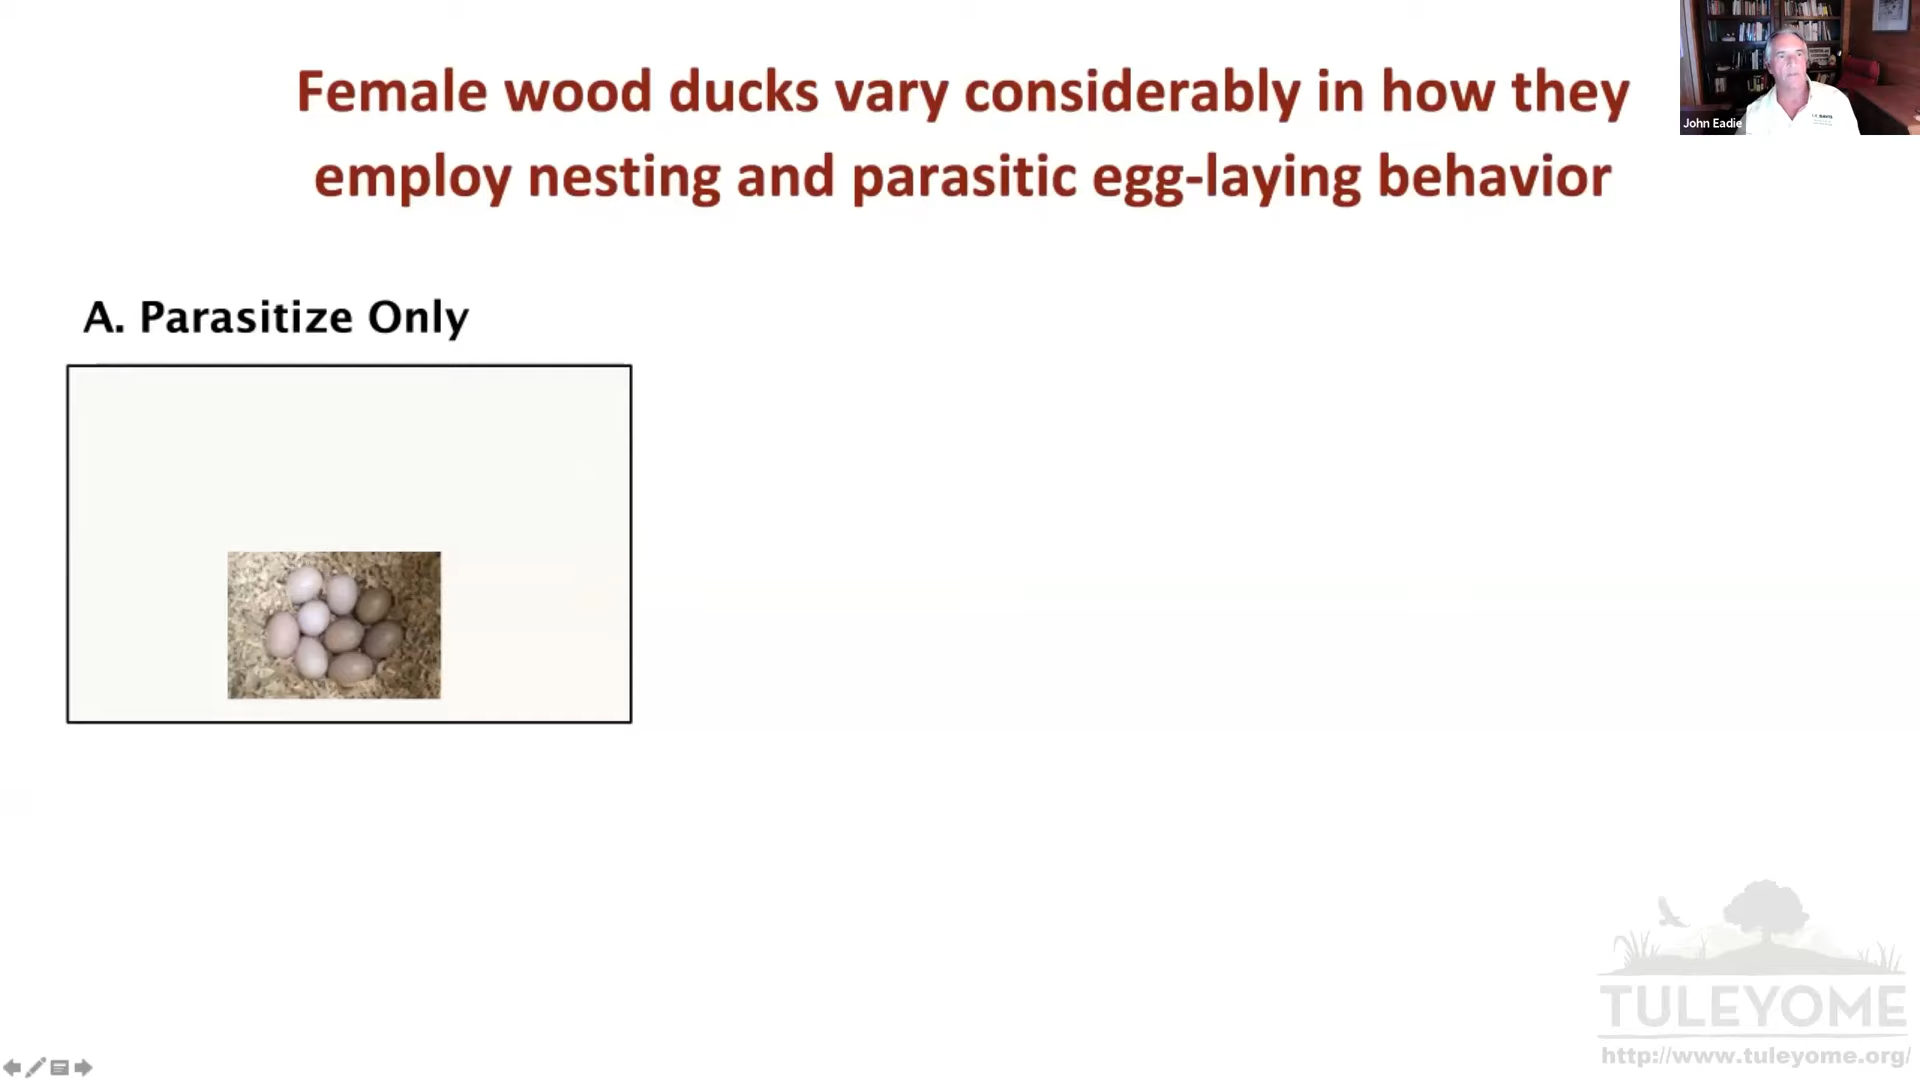 Female wood ducks vary considerably in how they
employ nesting and parasitic egg-laying behavior
John Eadie
A. Parasitize Only
TULEYOME
http://www.tuleyome.org/